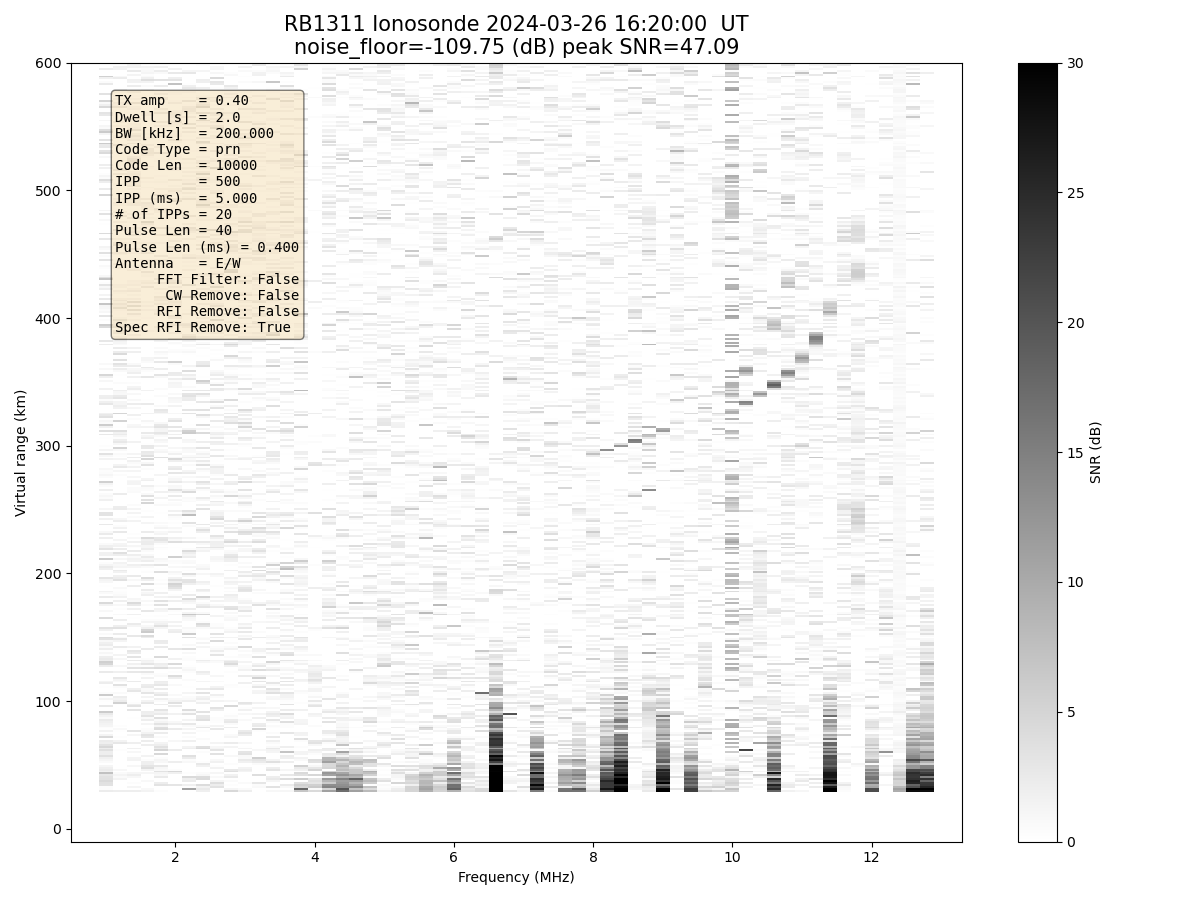 RB1311 Ionosonde 2024-03-26 16:20:00  UT
noise_floor=-109.75 (dB) peak SNR=47.09
600
500
400
300
200
100
0
Virtual range (km)
TX amp    = 0.40
Dwell [s] = 2.0
BW [kHz]  = 200.000
Code Type = prn
Code Len  = 10000
IPP       = 500
IPP (ms)  = 5.000
# of IPPs = 20
Pulse Len = 40
Pulse Len (ms) = 0.400
Antenna   = E/W
FFT Filter: False
CW Remove: False
RFI Remove: False
Spec RFI Remove: True
2 4 6 8 10 12
Frequency (MHz)
30
25
20
15
10
5
0
SNR (dB)